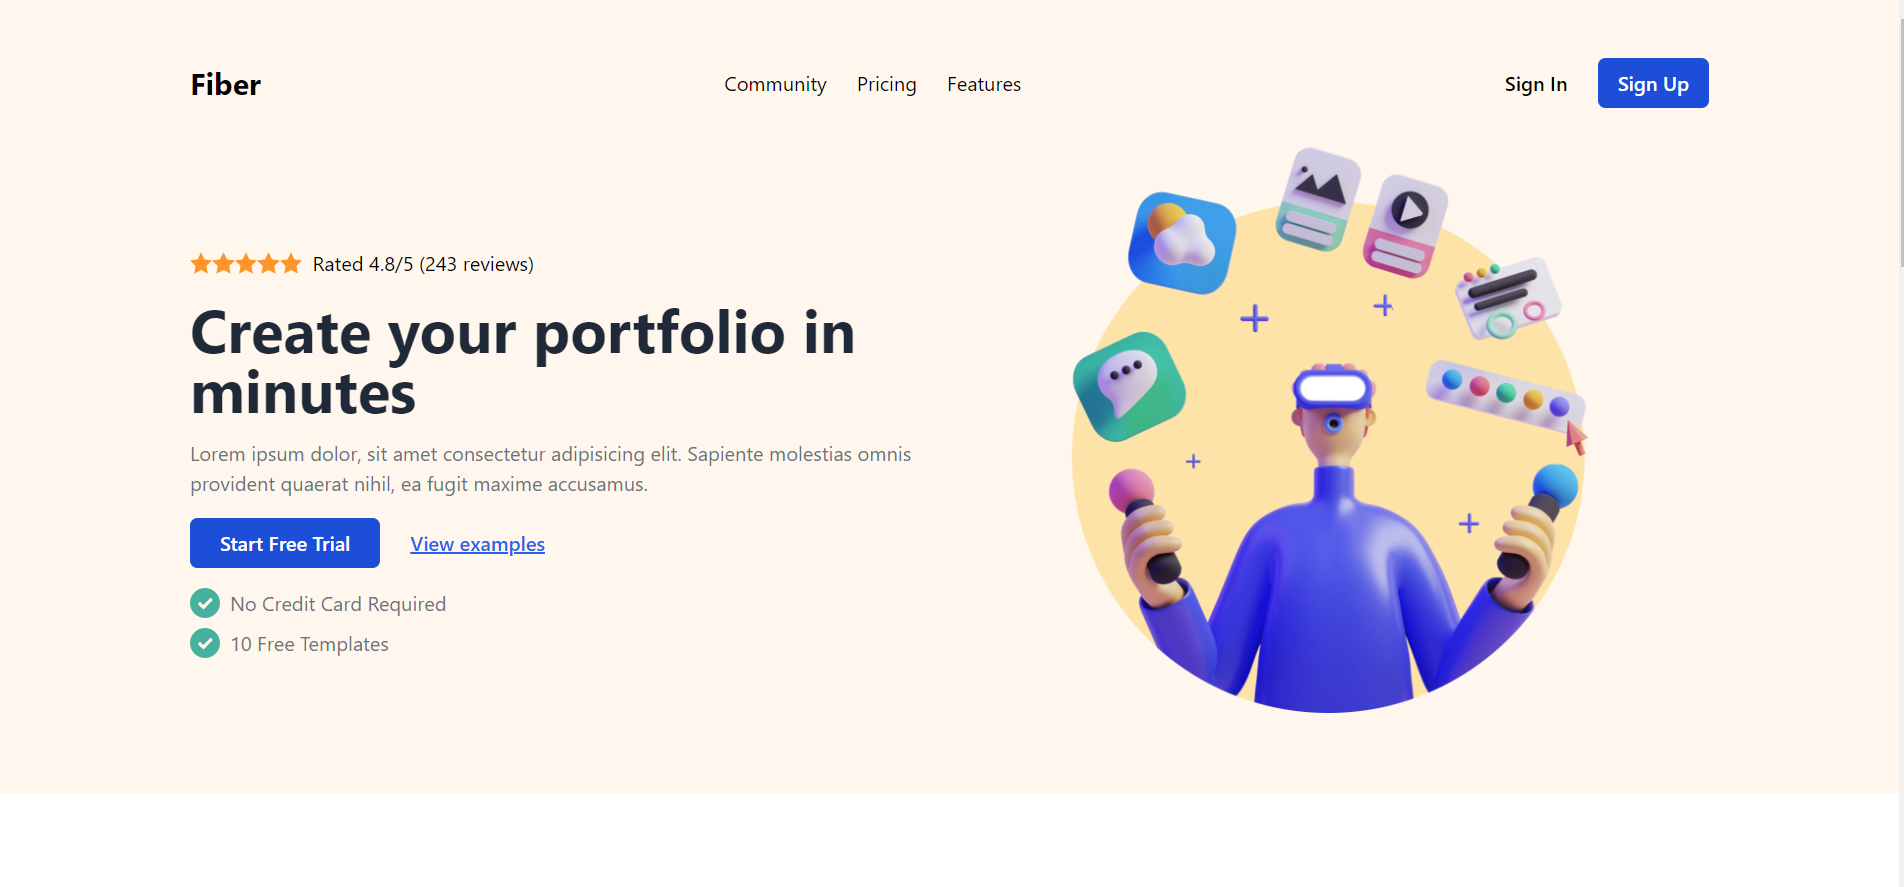 Fiber
Community Pricing Features
Sign In
Sign Up
Rated 4.8/5 (243 reviews)
Create your portfolio in
minutes
Lorem ipsum dolor, sit amet consectetur adipisicing elit. Sapiente molestias omnis
provident quaerat nihil, ea fugit maxime accusamus.
Start Free Trial
View examples
No Credit Card Required
10 Free Templates